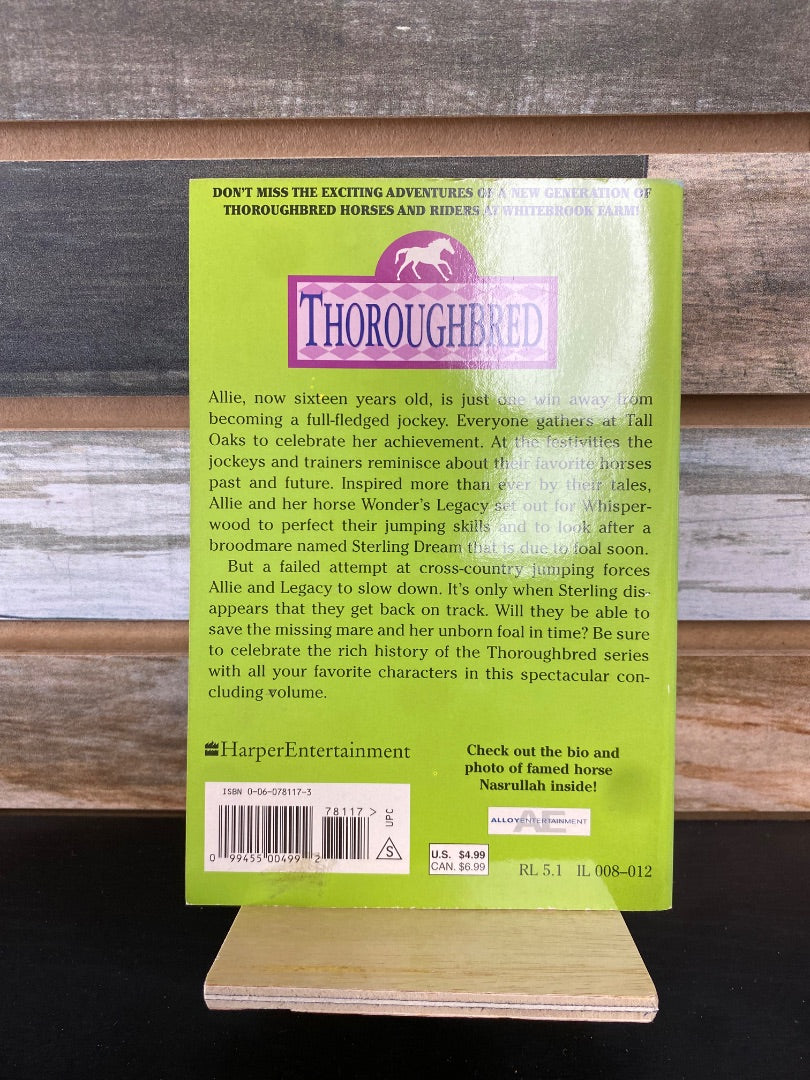 DON'T MISS THE EXCITING ADVENTURES OF A NEW GENERATION OF
THOROUGHBRED HORSES AND RIDERS AT WHITEBROOK FARM!
THOROUGHBRED
Allie, now sixteen years old, is just one win away from
becoming a full-fledged jockey. Everyone gathers at Tall
Oaks to celebrate her achievement. At the festivities the
jockeys and trainers reminisce about their favorite horses
past and future. Inspired more than ever by their tales,
Allie and her horse Wonder's Legacy set out for Whisper-
wood to perfect their jumping skills and to look after a
broodmare named Sterling Dream that is due to foal soon.
But a failed attempt at cross-country jumping forces
Allie and Legacy to slow down. It's only when Sterling dis-
appears that they get back on track. Will they be able to
save the missing mare and her unborn foal in time? Be sure
to celebrate the rich history of the Thoroughbred series
with all your favorite characters in this spectacular con-
cluding volume.
HarperEntertainment
Check out the bio and
photo of famed horse
Nasrullah inside!
ISBN 0-06-078117-3
78117 >
UPC
S
0 99455 00499 2
AE
ALLOYENTERTAINMENT
U.S. $4.99
CAN. $6.99
RL 5.1 IL 008–012